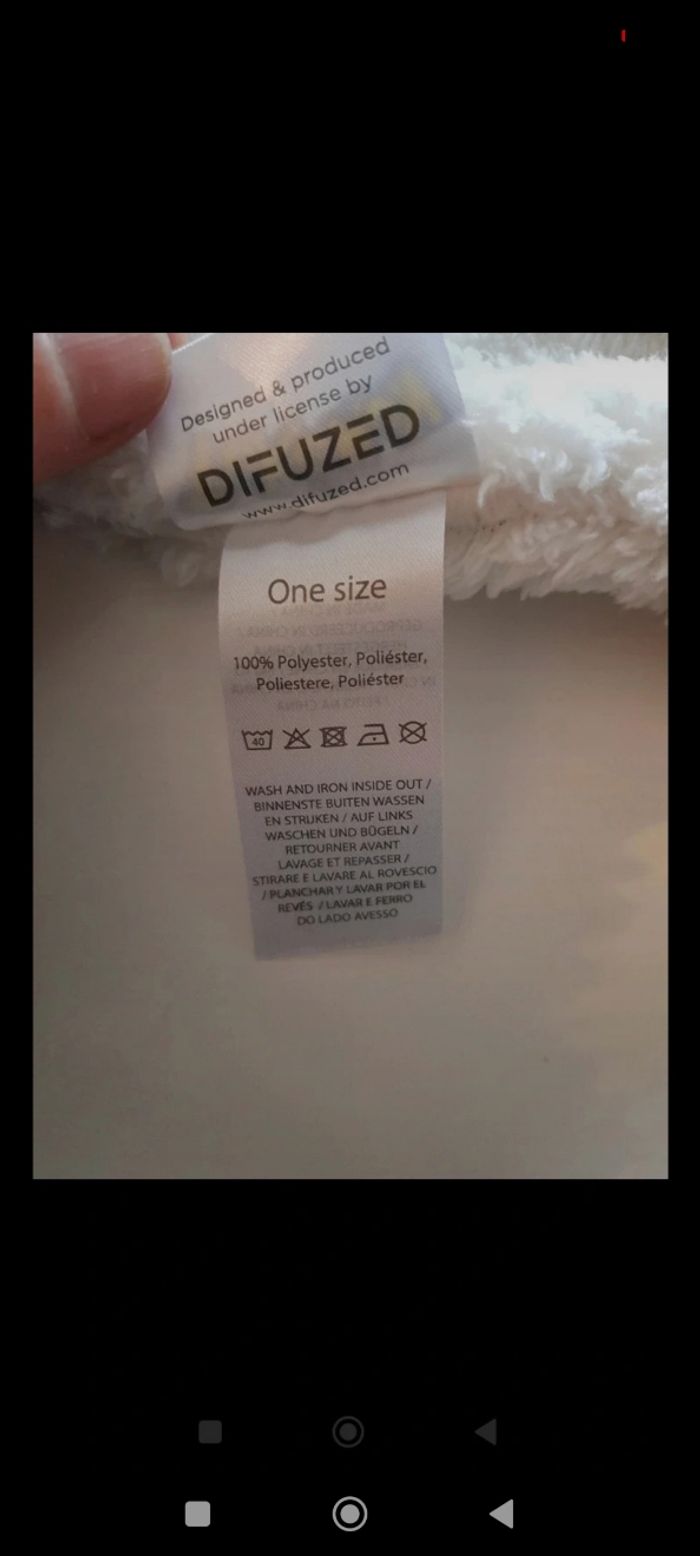 Designed & produced
under license by
DIFUZED
www.difuzed.com
One size
100% Polyester, Poliéster,
Poliestere, Poliéster
40
WASH AND IRON INSIDE OUT /
BINNENSTE BUITEN WASSEN
EN STRIJKEN / AUF LINKS
WASCHEN UND BÜGELN /
RETOURNER AVANT
LAVAGE ET REPASSER /
STIRARE E LAVARE AL ROVESCIO
/ PLANCHAR Y LAVAR POR EL
REVÉS / LAVAR E FERRO
DO LADO AVESSO